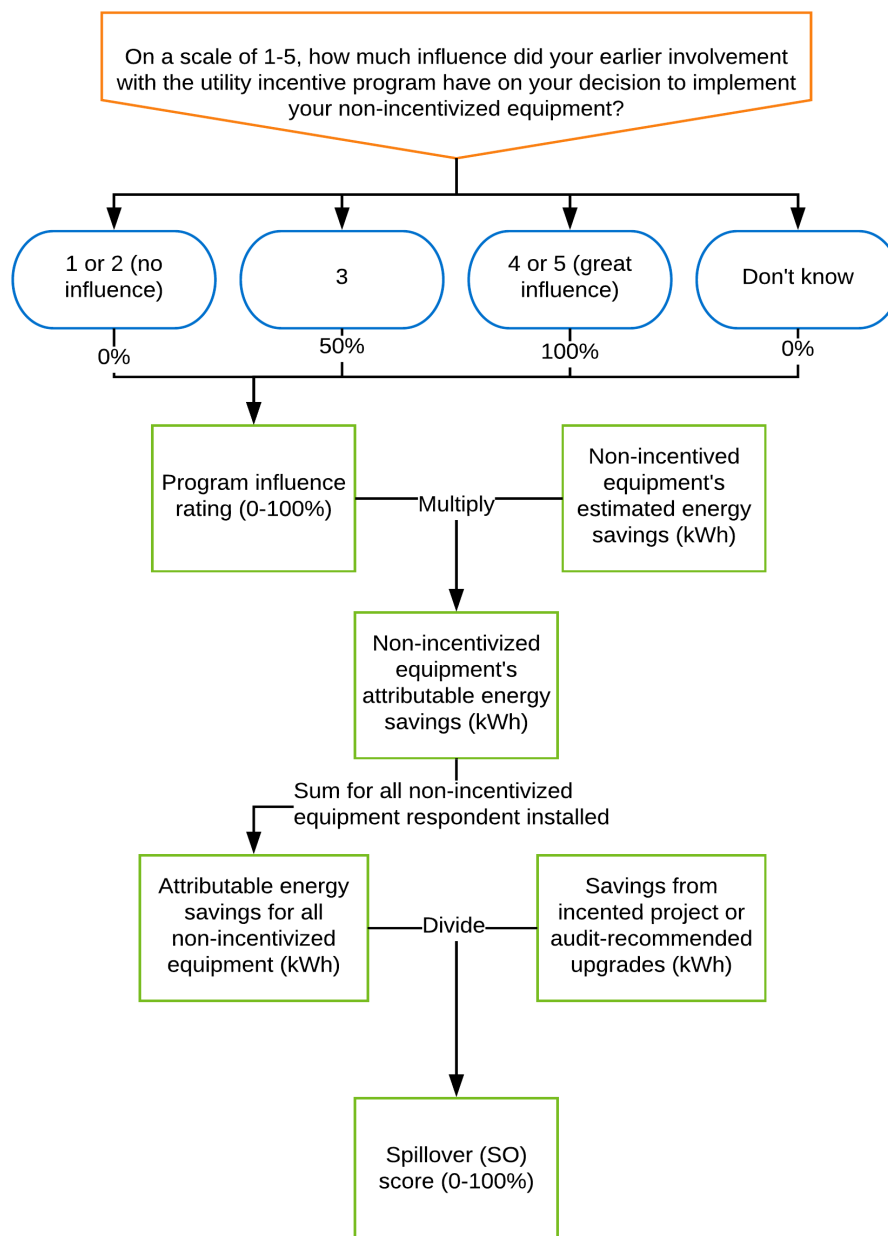 On a scale of 1-5, how much influence did your earlier involvement
with the utility incentive program have on your decision to implement
your non-incentivized equipment?
1 or 2 (no
influence)
3
4 or 5 (great
influence)
Don't know
0%
50%
100%
0%
Program influence
rating (0-100%)
Multiply
Non-incentived
equipment's
estimated energy
savings (kWh)
Non-incentivized
equipment's
attributable energy
savings (kWh)
Sum for all non-incentivized
equipment respondent installed
Attributable energy
savings for all
non-incentivized
equipment (kWh)
Divide
Savings from
incented project or
audit-recommended
upgrades (kWh)
Spillover (SO)
score (0-100%)